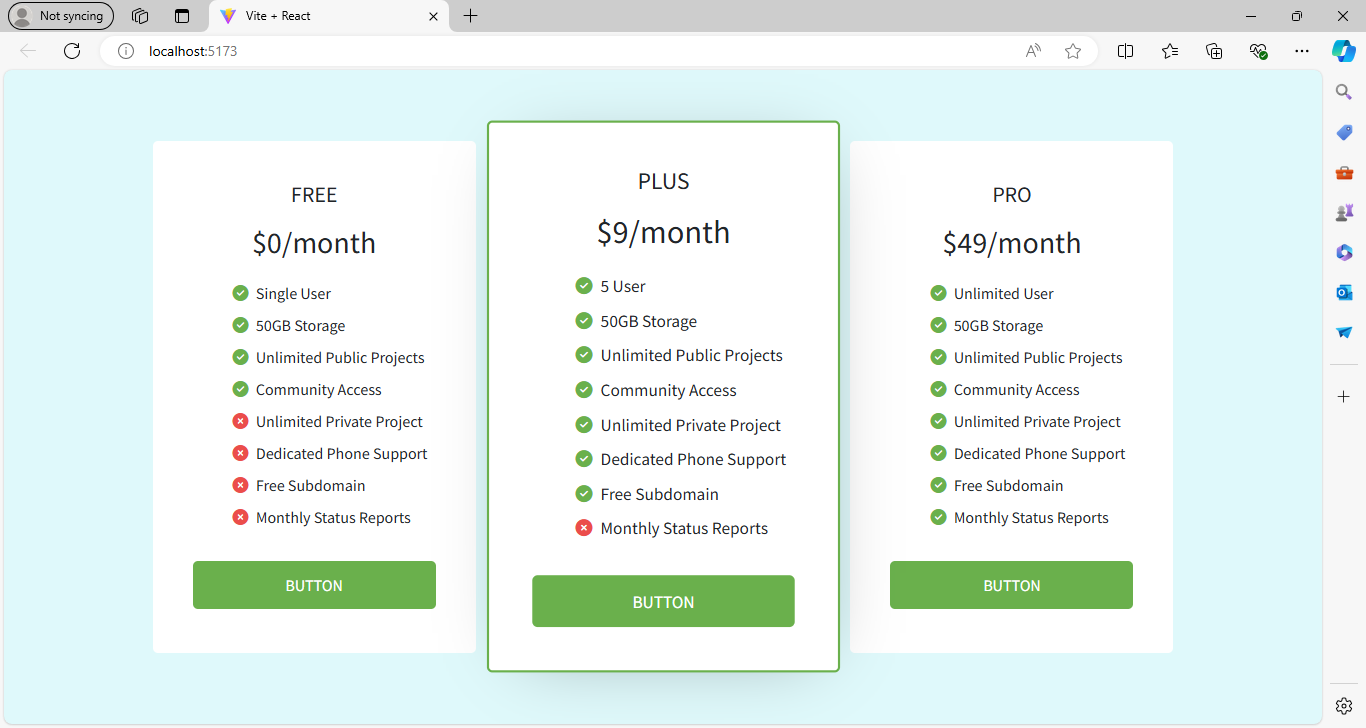 Not syncing
Vite + React
localhost:5173
FREE
$0/month
Single User
50GB Storage
Unlimited Public Projects
Community Access
Unlimited Private Project
Dedicated Phone Support
Free Subdomain
Monthly Status Reports
BUTTON
PLUS
$9/month
5 User
50GB Storage
Unlimited Public Projects
Community Access
Unlimited Private Project
Dedicated Phone Support
Free Subdomain
Monthly Status Reports
BUTTON
PRO
$49/month
Unlimited User
50GB Storage
Unlimited Public Projects
Community Access
Unlimited Private Project
Dedicated Phone Support
Free Subdomain
Monthly Status Reports
BUTTON